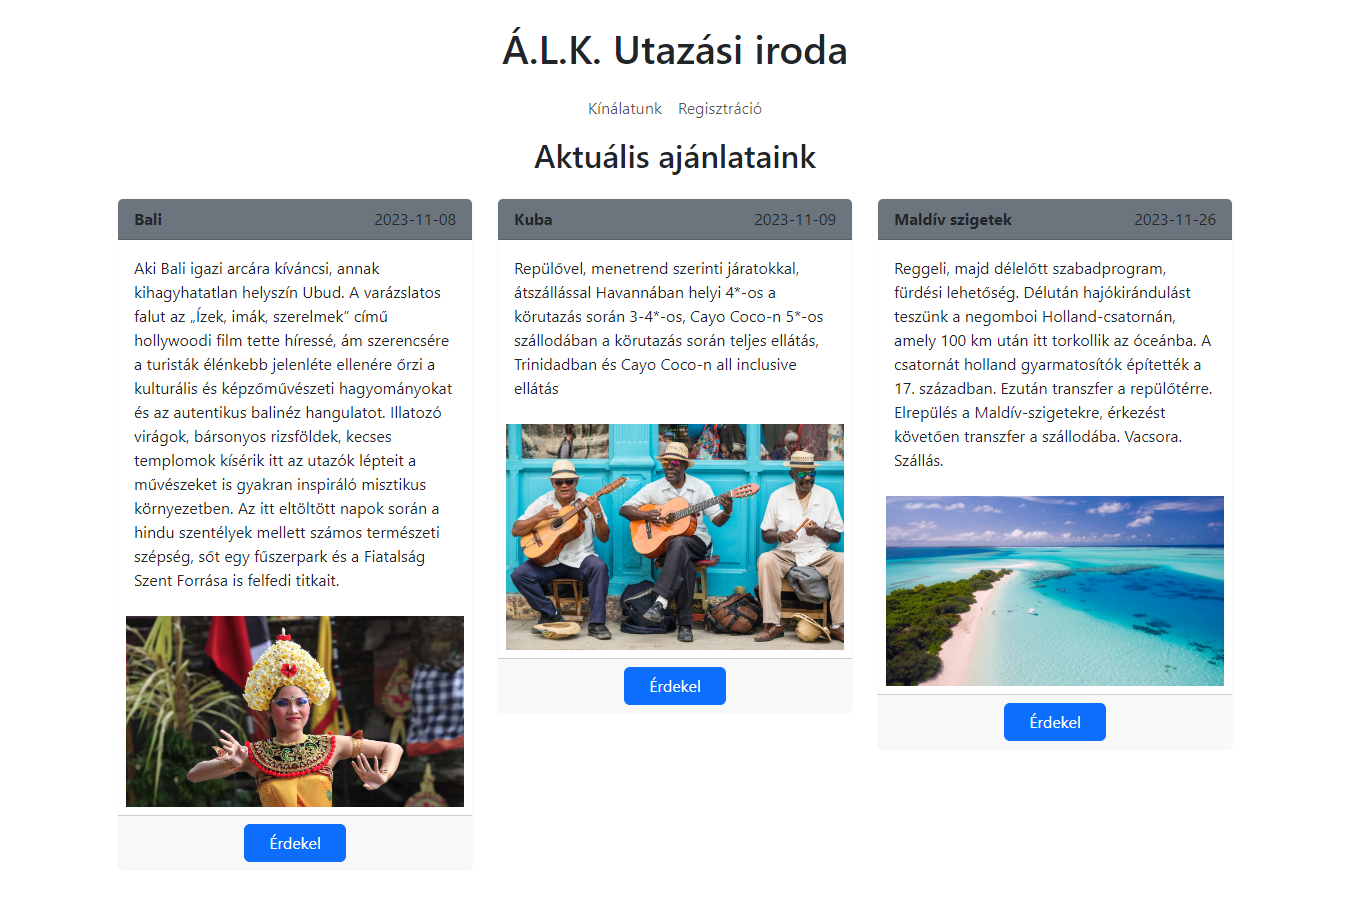 Á.L.K. Utazási iroda
Kínálatunk Regisztráció
Aktuális ajánlataink
Bali 2023-11-08
Aki Bali igazi arcára kíváncsi, annak
kihagyhatatlan helyszín Ubud. A varázslatos
falut az „Ízek, imák, szerelmek” című
hollywoodi film tette híressé, ám szerencsére
a turisták élénkebb jelenléte ellenére őrzi a
kulturális és képzőművészeti hagyományokat
és az autentikus balinéz hangulatot. Illatozó
virágok, bársonyos rizsföldek, kecses
templomok kísérik itt az utazók lépteit a
művészeket is gyakran inspiráló misztikus
környezetben. Az itt eltöltött napok során a
hindu szentélyek mellett számos természeti
szépség, sőt egy fűszerpark és a Fiatalság
Szent Forrása is felfedi titkait.
Érdekel
Kuba 2023-11-09
Repülővel, menetrend szerinti járatokkal,
átszállással Havannában helyi 4*-os a
körutazás során 3-4*-os, Cayo Coco-n 5*-os
szállodában a körutazás során teljes ellátás,
Trinidadban és Cayo Coco-n all inclusive
ellátás
Érdekel
Maldív szigetek 2023-11-26
Reggeli, majd délelőtt szabadprogram,
fürdési lehetőség. Délután hajókirándulást
teszünk a negomboi Holland-csatornán,
amely 100 km után itt torkollik az óceánba. A
csatornát holland gyarmatosítók építették a
17. században. Ezután transzfer a repülőtérre.
Elrepülés a Maldív-szigetekre, érkezést
követően transzfer a szállodába. Vacsora.
Szállás.
Érdekel